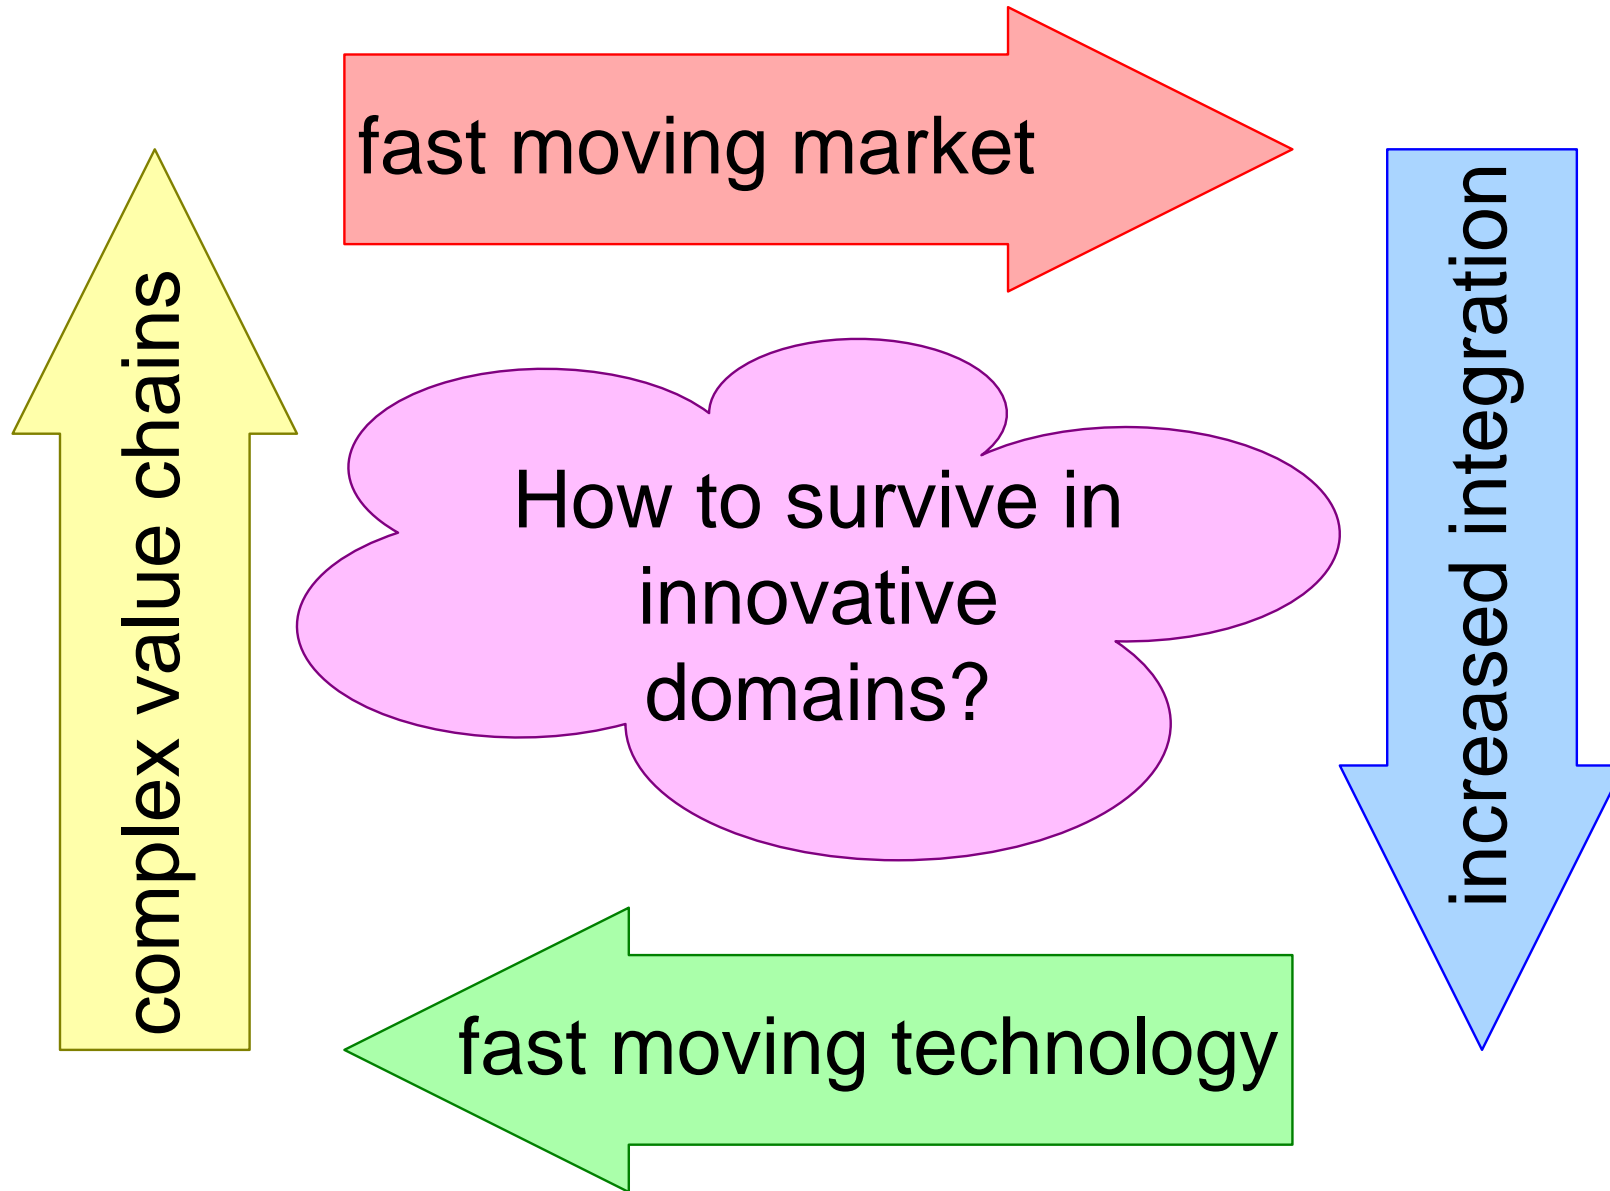 fast moving market
complex value chains
How to survive in
innovative
domains?
increased integration
fast moving technology